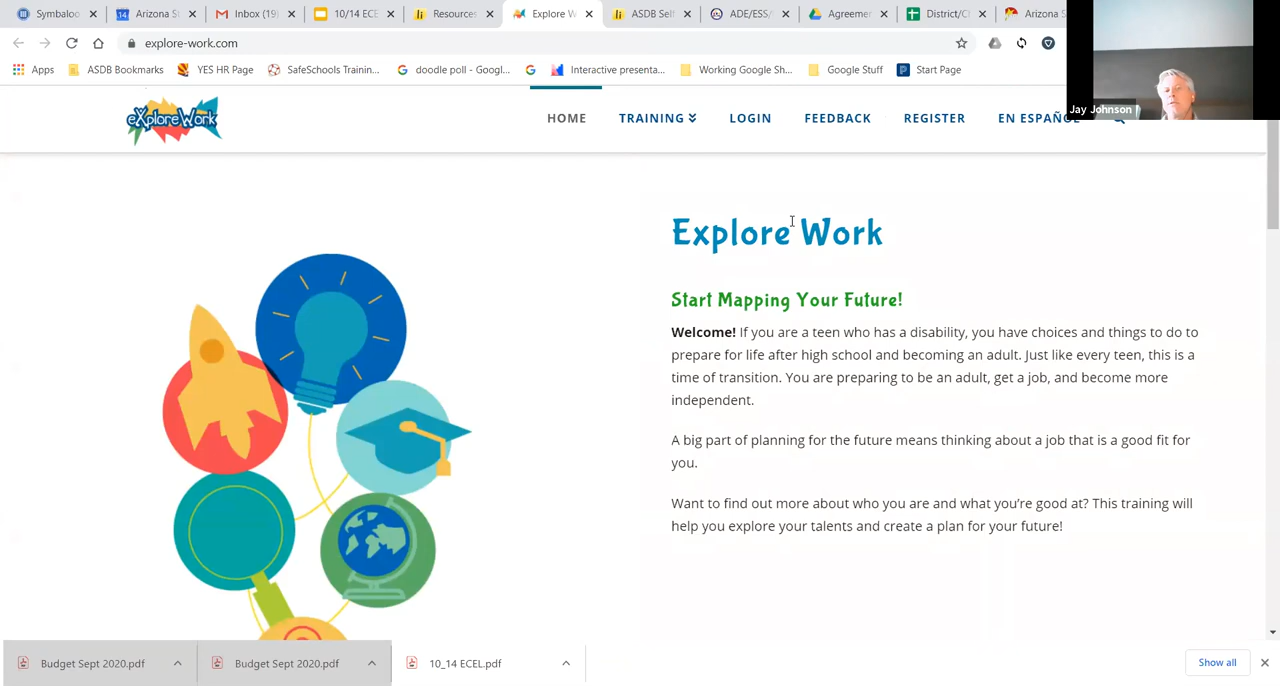 Symbaloo
Arizona S
Inbox (19
10/14 ECE
Resource
Explore W
ASDB Sel
ADE/ESS/
Agreeme
District/C
Arizona S
explore-work.com
Apps
ASDB Bookmarks
YES HR Page
SafeSchools Trainin...
doodle poll - Googl...
Interactive presenta...
Working Google Sh...
Google Stuff
Start Page
Jay Johnson
eXploreWork
HOME
TRAINING
LOGIN
FEEDBACK
REGISTER
EN ESPAÑOL
Explore Work
Start Mapping Your Future!
Welcome! If you are a teen who has a disability, you have choices and things to do to
prepare for life after high school and becoming an adult. Just like every teen, this is a
time of transition. You are preparing to be an adult, get a job, and become more
independent.
A big part of planning for the future means thinking about a job that is a good fit for
you.
Want to find out more about who you are and what you're good at? This training will
help you explore your talents and create a plan for your future!
Budget Sept 2020.pdf
Budget Sept 2020.pdf
10_14 ECEL.pdf
Show all